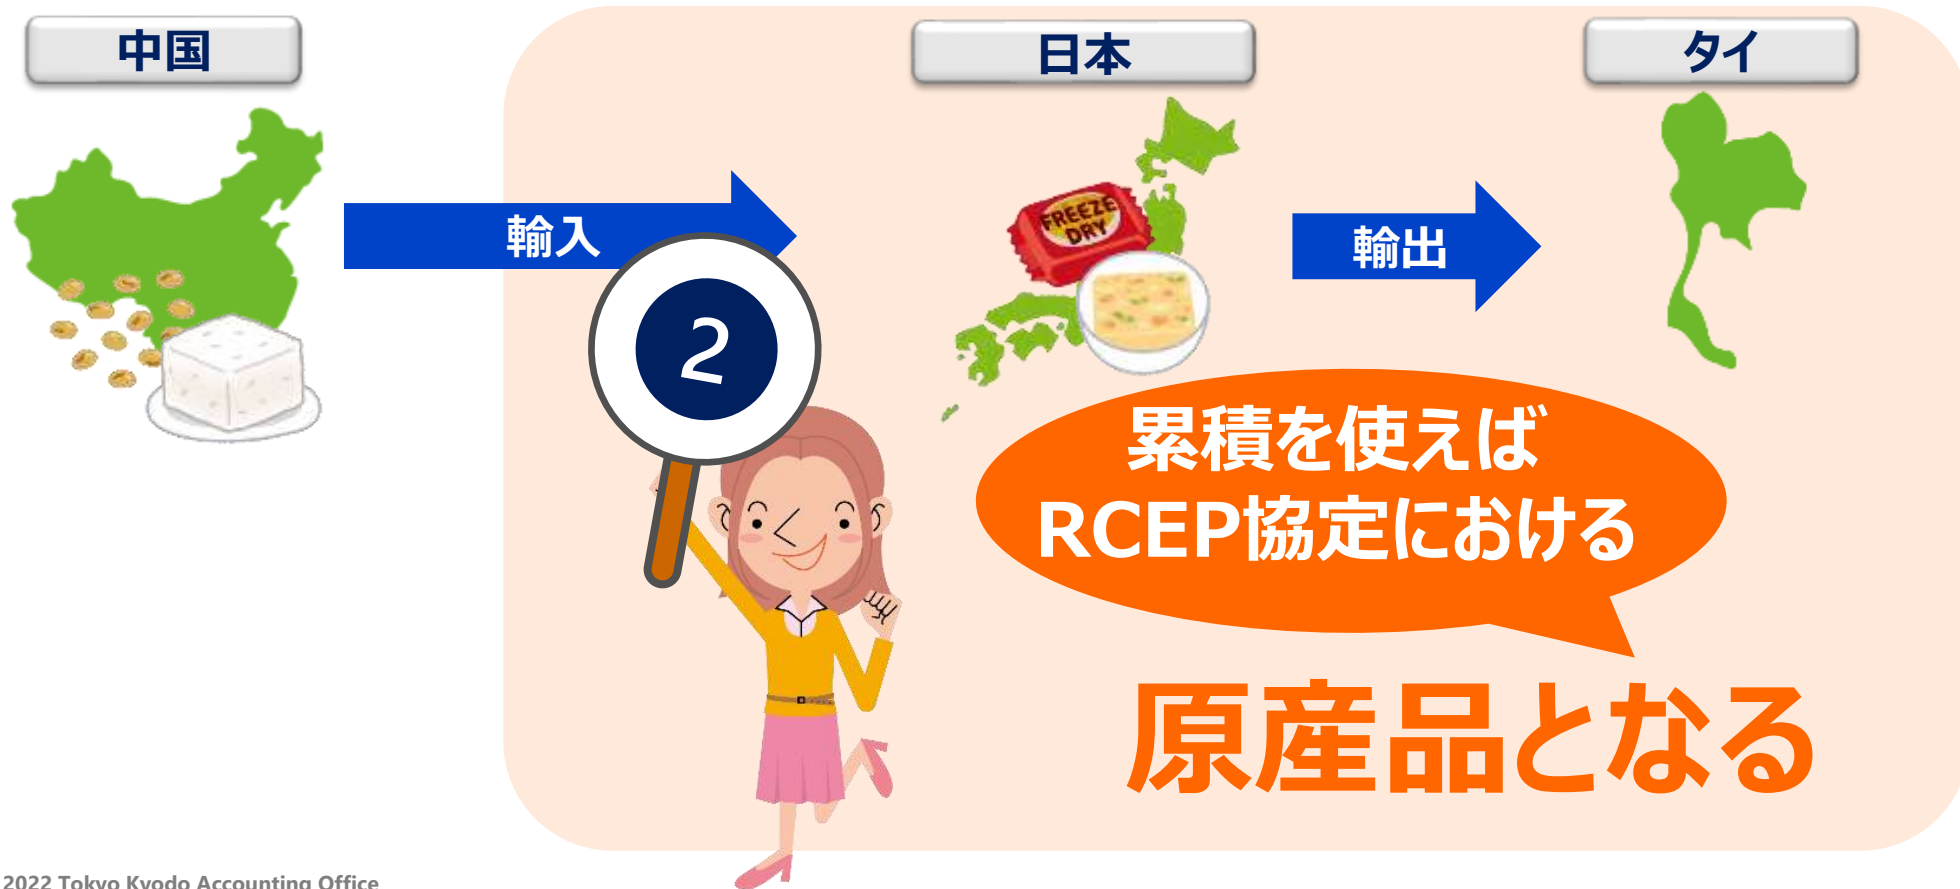 中国
日本
タイ
輸入
FREEZE
DRY
輸出
2
累積を使えば
RCEP協定における
原産品となる
2022 Tokyo Kyodo Accounting Office